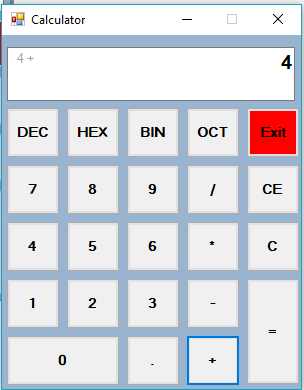 Calculator
4 +
4
DEC HEX BIN OCT Exit
7 8 9 / CE
4 5 6 * C
1 2 3 - =
0 . +